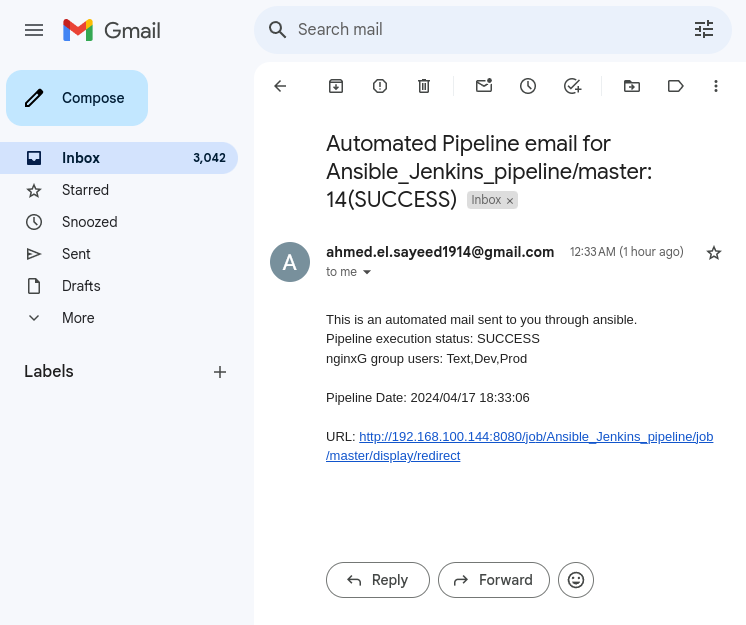 Gmail
Search mail
Compose
Inbox 3,042
Starred
Snoozed
Sent
Drafts
More
Labels
Automated Pipeline email for
Ansible_Jenkins_pipeline/master:
14(SUCCESS) Inbox ×
A
ahmed.el.sayeed1914@gmail.com 12:33 AM (1 hour ago)
to me
This is an automated mail sent to you through ansible.
Pipeline execution status: SUCCESS
nginxG group users: Text,Dev,Prod
Pipeline Date: 2024/04/17 18:33:06
URL: http://192.168.100.144:8080/job/Ansible_Jenkins_pipeline/job
/master/display/redirect
Reply Forward